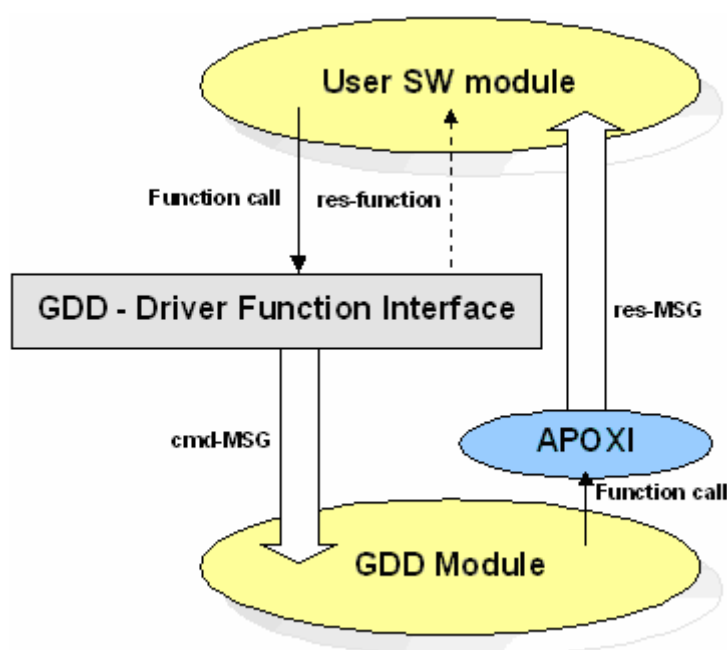 User SW module
Function call
res-function
GDD - Driver Function Interface
res-MSG
cmd-MSG
APOXI
Function call
GDD Module